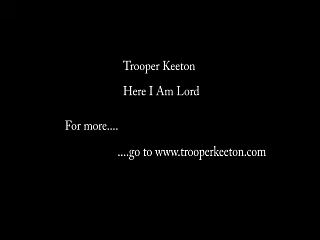 Trooper Keeton
Here I Am Lord
For more....
....go to www.trooperkeeton.com